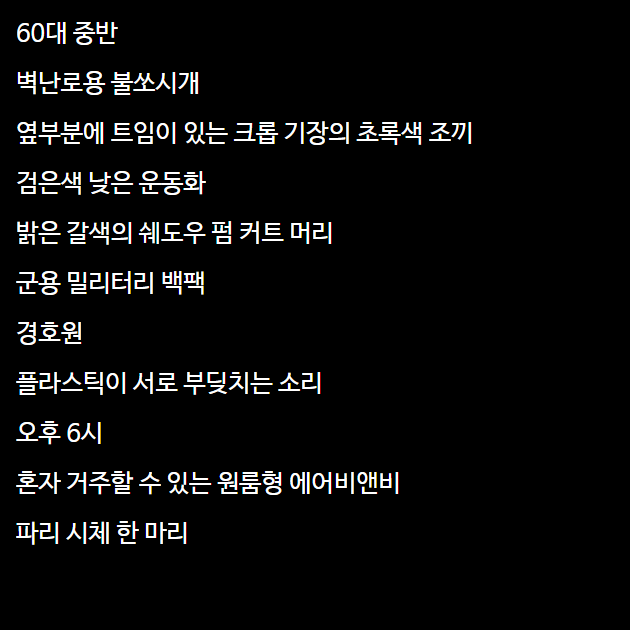 60대 중반
벽난로용 불쏘시개
옆부분에 트임이 있는 크롭 기장의 초록색 조끼
검은색 낮은 운동화
밝은 갈색의 쉐도우 펌 커트 머리
군용 밀리터리 백팩
경호원
플라스틱이 서로 부딪치는 소리
오후 6시
혼자 거주할 수 있는 원룸형 에어비앤비
파리 시체 한 마리